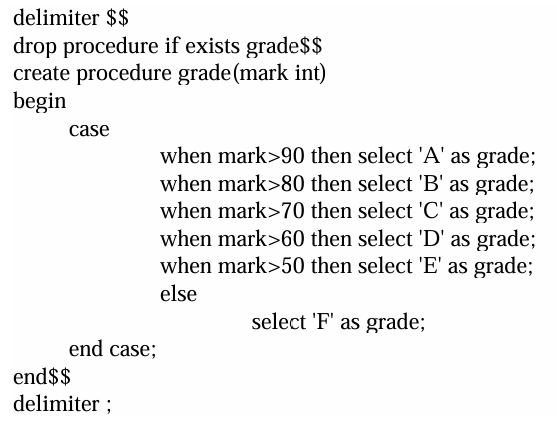 delimiter $$
drop procedure if exists grade$$
create procedure grade(mark int)
begin
case
when mark>90 then select 'A' as grade;
when mark>80 then select 'B' as grade;
when mark>70 then select 'C' as grade;
when mark>60 then select 'D' as grade;
when mark>50 then select 'E' as grade;
else
select 'F' as grade;
end case;
end$$
delimiter ;